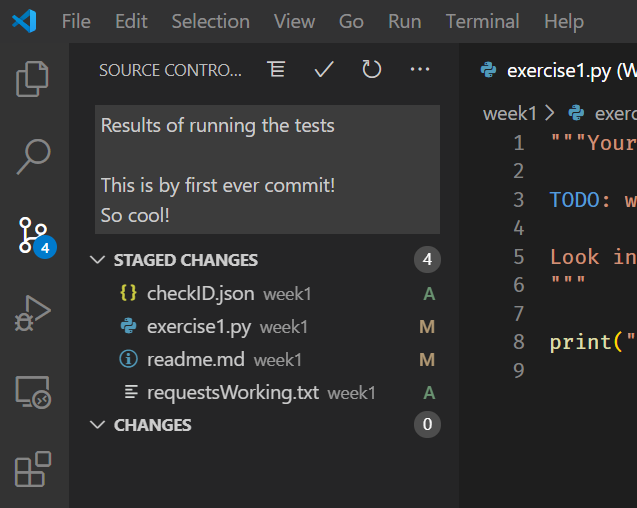 File Edit Selection View Go Run Terminal Help
SOURCE CONTRO...
Results of running the tests
This is by first ever commit!
So cool!
4
STAGED CHANGES 4
checkID.json week1 A
exercise1.py week1 M
readme.md week1 M
requestsWorking.txt week1 A
CHANGES 0
exercise1.py (W
week1 > exerc
1 """Your
2
3 TODO: w
4
5 Look in
6 """
7
8 print("
9